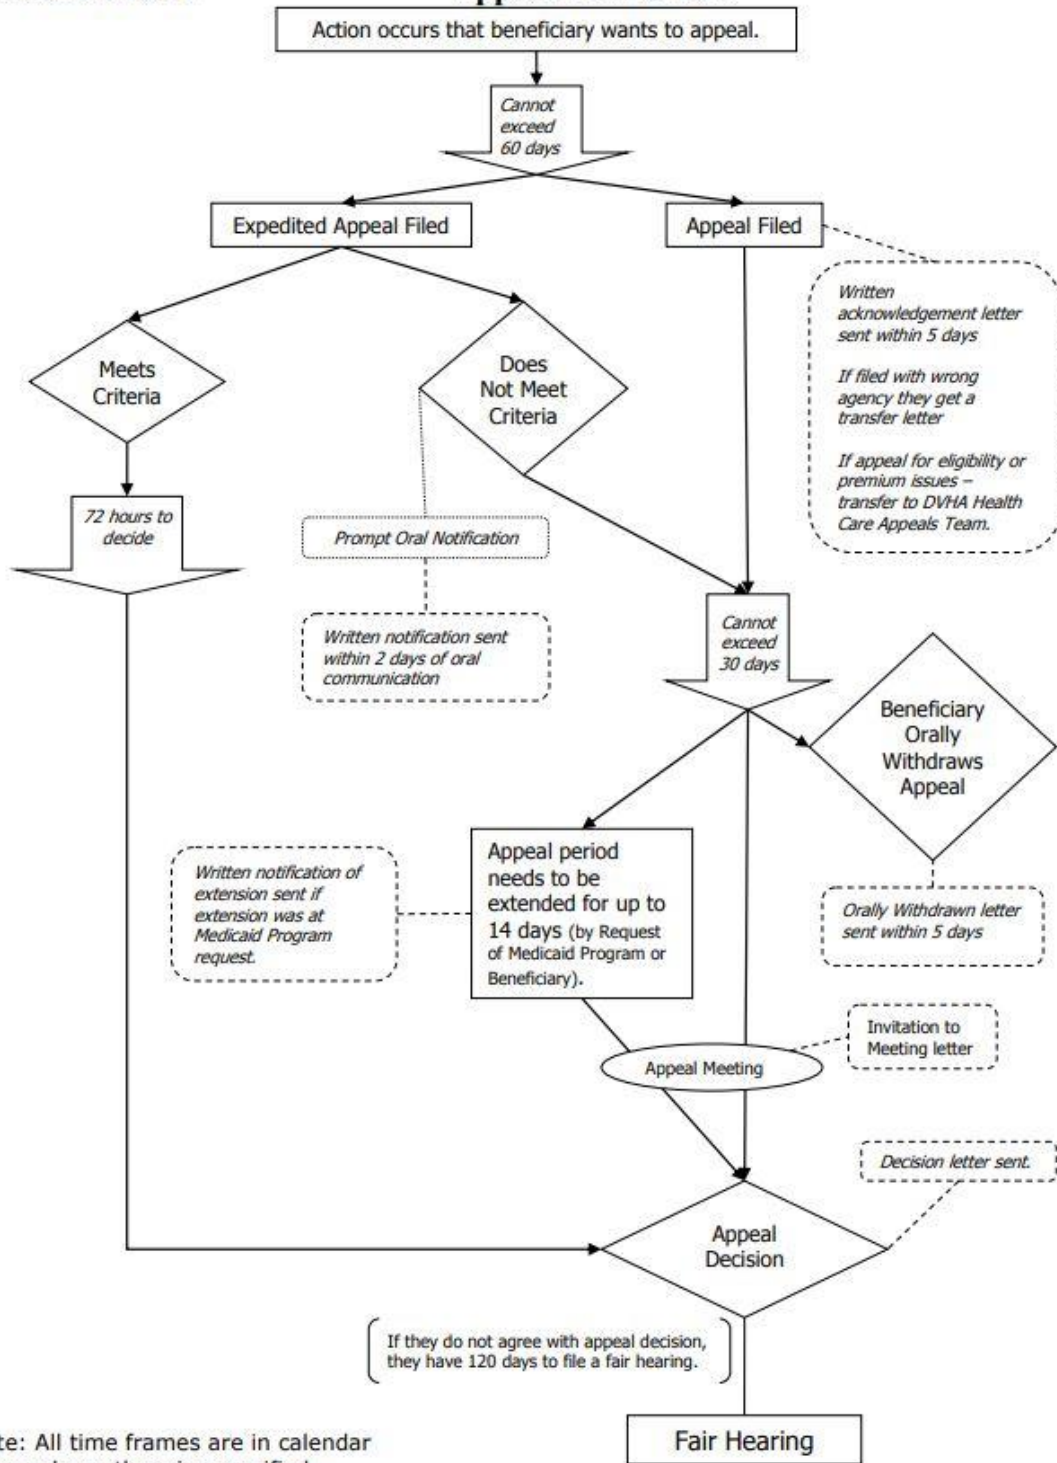 Action occurs that beneficiary wants to appeal.
Cannot
exceed
60 days
Expedited Appeal Filed
Appeal Filed
Written
acknowledgement letter
sent within 5 days
If filed with wrong
agency they get a
transfer letter
If appeal for eligibility or
premium issues –
transfer to DVHA Health
Care Appeals Team.
Meets
Criteria
Does
Not Meet
Criteria
72 hours to
decide
Prompt Oral Notification
Written notification sent
within 2 days of oral
communication
Cannot
exceed
30 days
Beneficiary
Orally
Withdraws
Appeal
Appeal period
needs to be
extended for up to
14 days (by Request
of Medicaid Program or
Beneficiary).
Written notification of
extension sent if
extension was at
Medicaid Program
request.
Orally Withdrawn letter
sent within 5 days
Invitation to
Meeting letter
Appeal Meeting
Decision letter sent.
Appeal
Decision
If they do not agree with appeal decision,
they have 120 days to file a fair hearing.
Fair Hearing
te: All time frames are in calendar